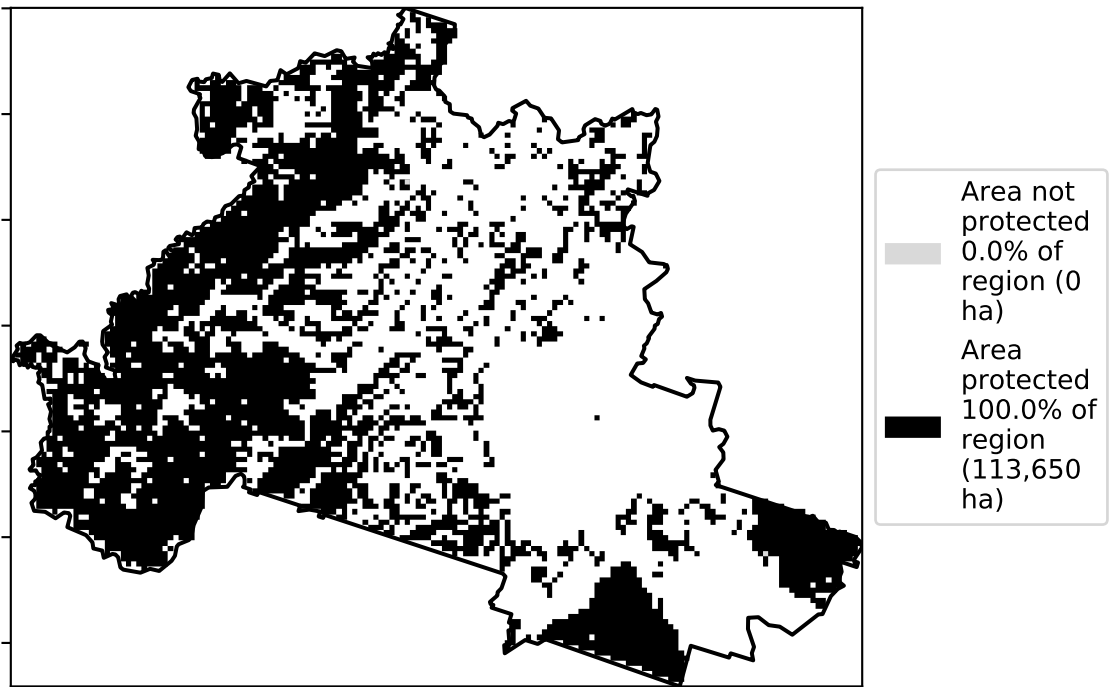 Area not
protected
0.0% of
region (0
ha)
Area
protected
100.0% of
region
(113,650
ha)